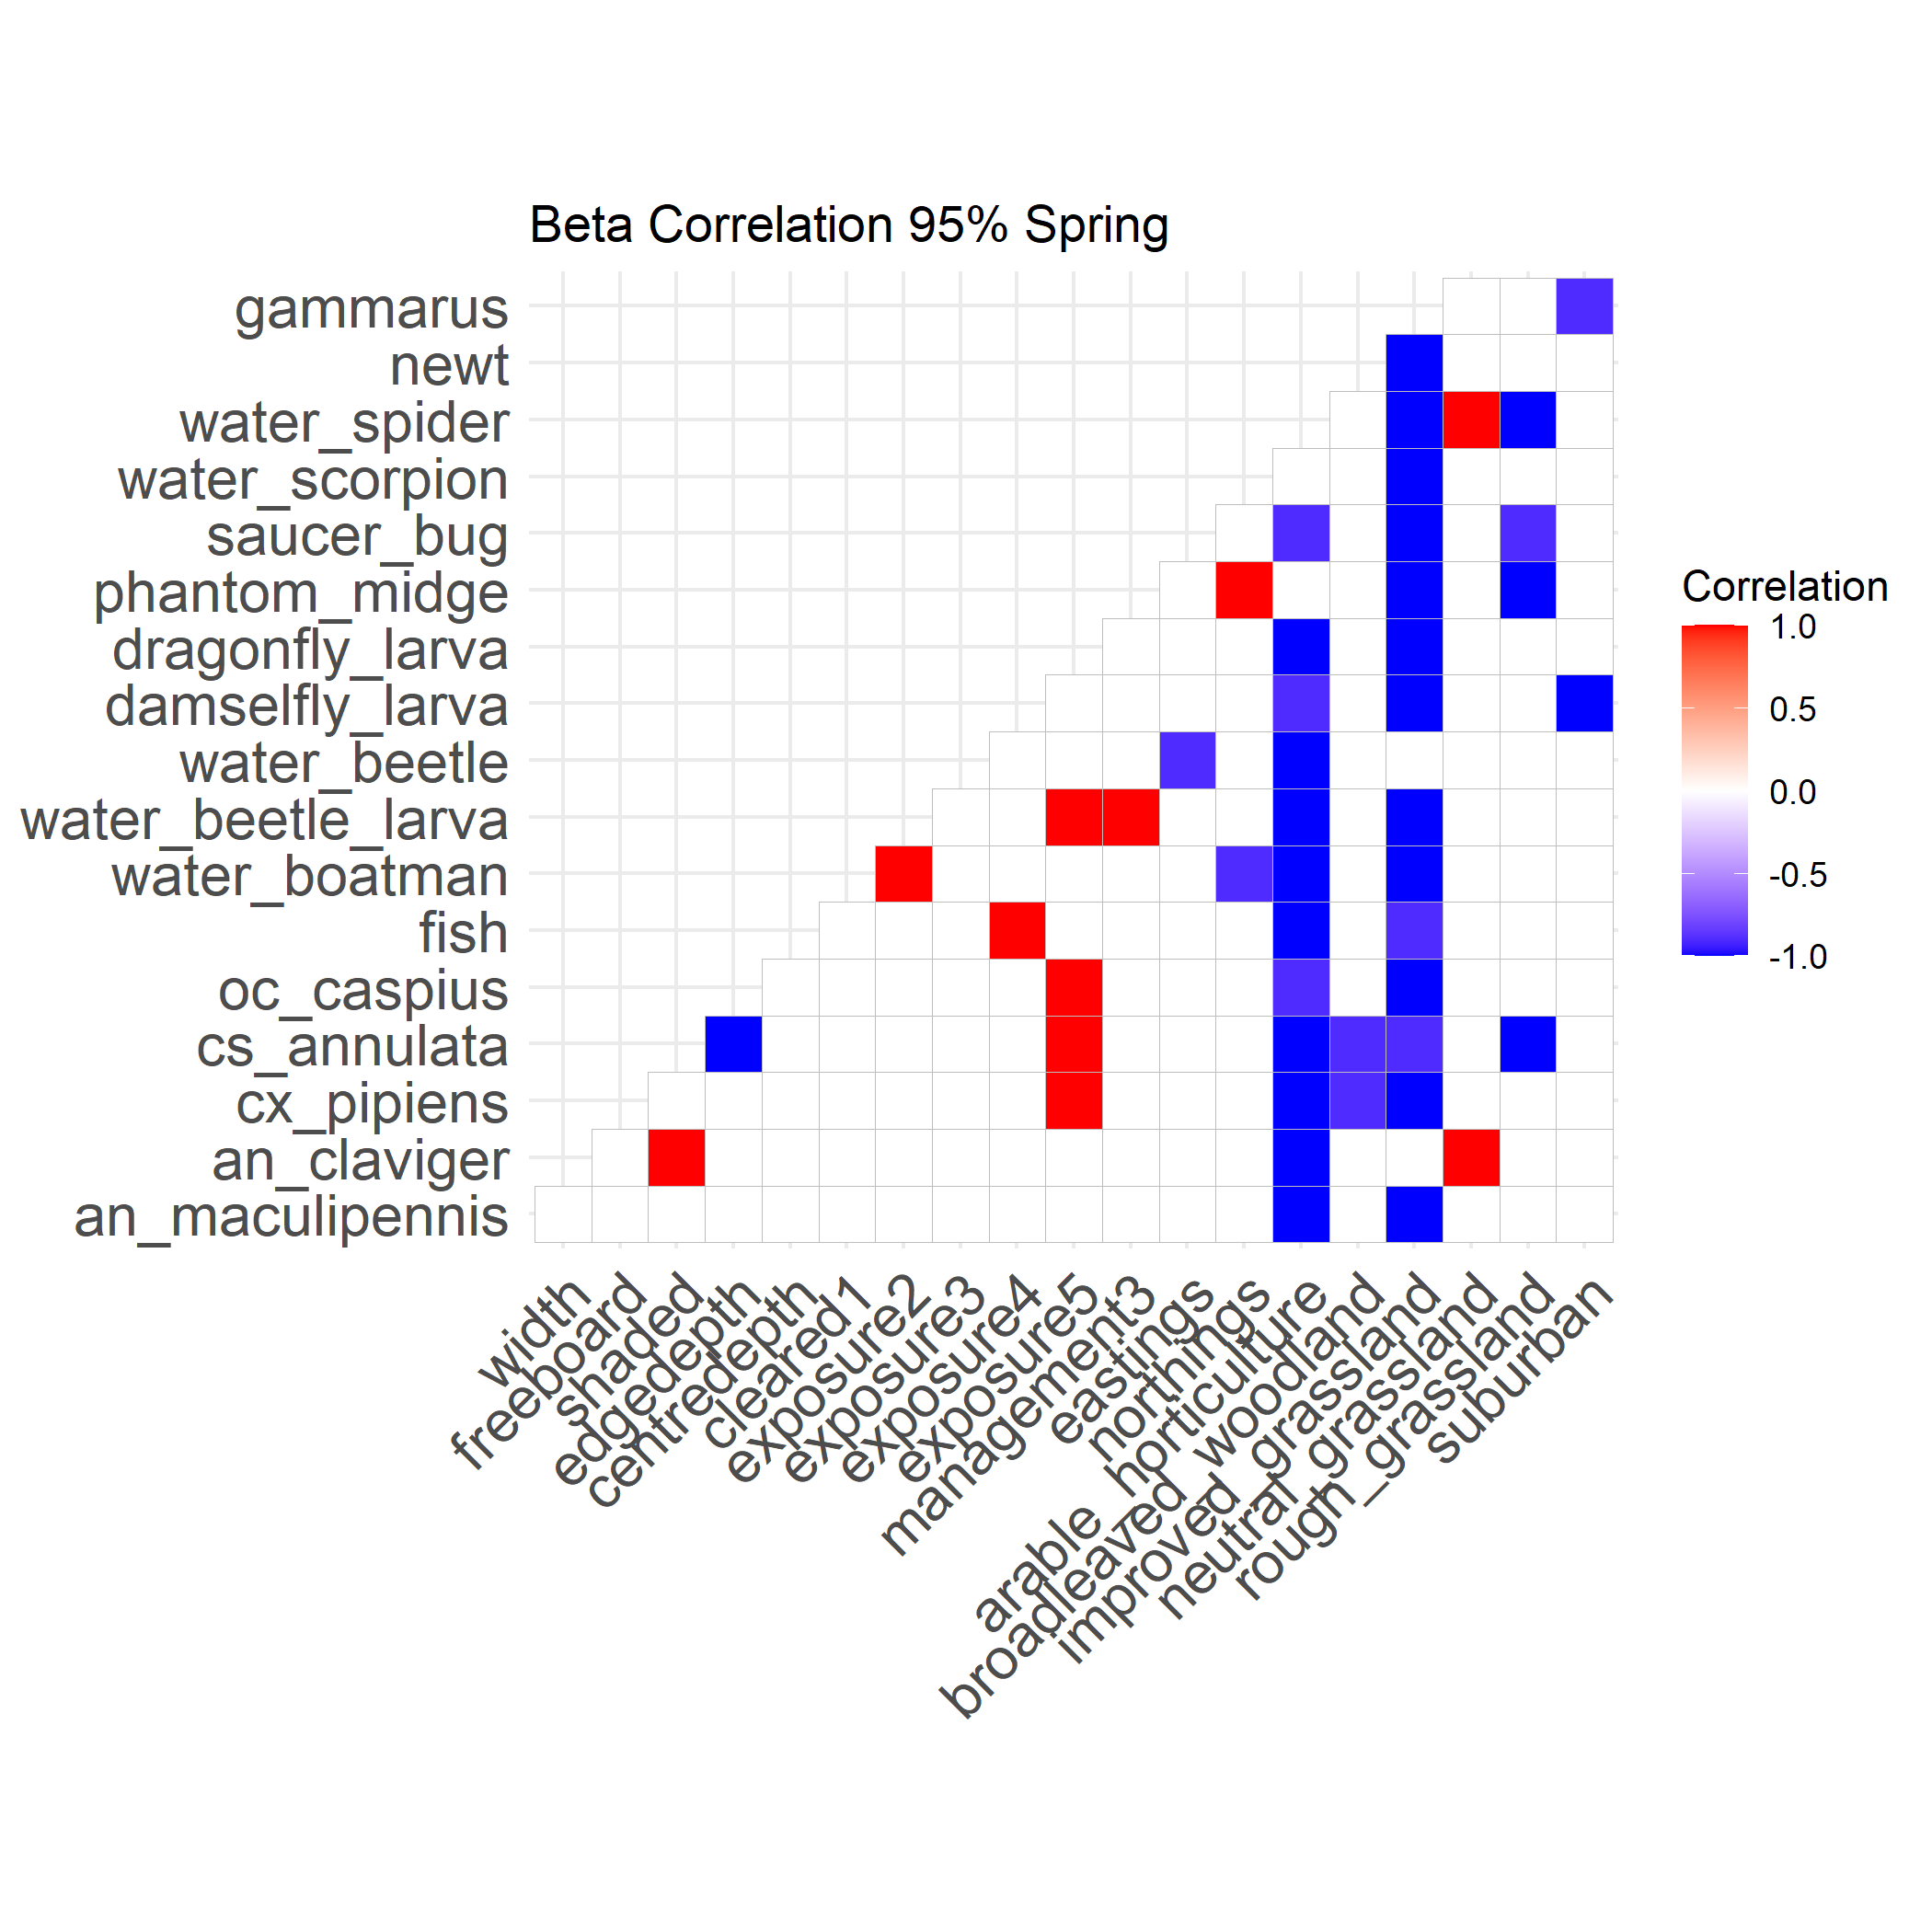 Beta Correlation 95% Spring
gammarus
newt
water_spider
water_scorpion
saucer_bug
phantom_midge
dragonfly_larva
damselfly_larva
water_beetle
water_beetle_larva
water_boatman
fish
oc_caspius
cs_annulata
cx_pipiens
an_claviger
an_maculipennis
width
freeboard
shaded
edgedepth
centredepth
cleared1
exposure2
exposure3
exposure4
exposure5
management3
eastings
northings
arable_horticulture
broadleaved_woodland
improved_grassland
neutral_grassland
rough_grassland
suburban
Correlation
1.0
0.5
0.0
-0.5
-1.0